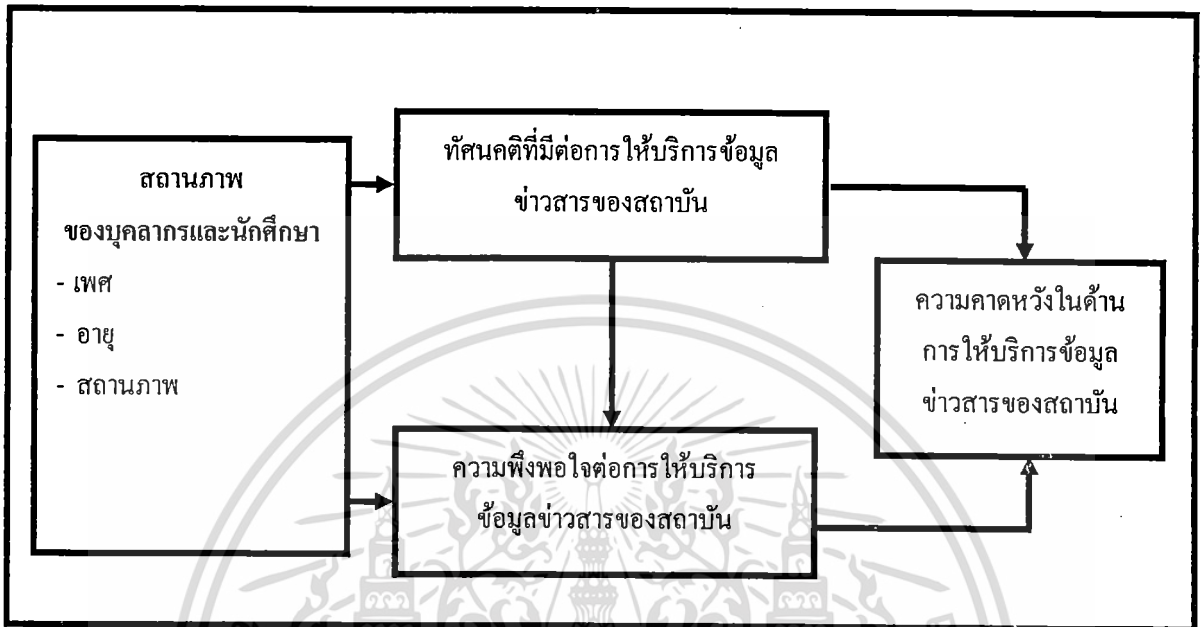 สถานภาพ
ของบุคลากรและนักศึกษา
- เพศ
- อายุ
- สถานภาพ
ทัศนคติที่มีต่อการให้บริการข้อมูล
ข่าวสารของสถาบัน
ความพึงพอใจต่อการให้บริการ
ข้อมูลข่าวสารของสถาบัน
ความคาดหวังในด้าน
การให้บริการข้อมูล
ข่าวสารของสถาบัน